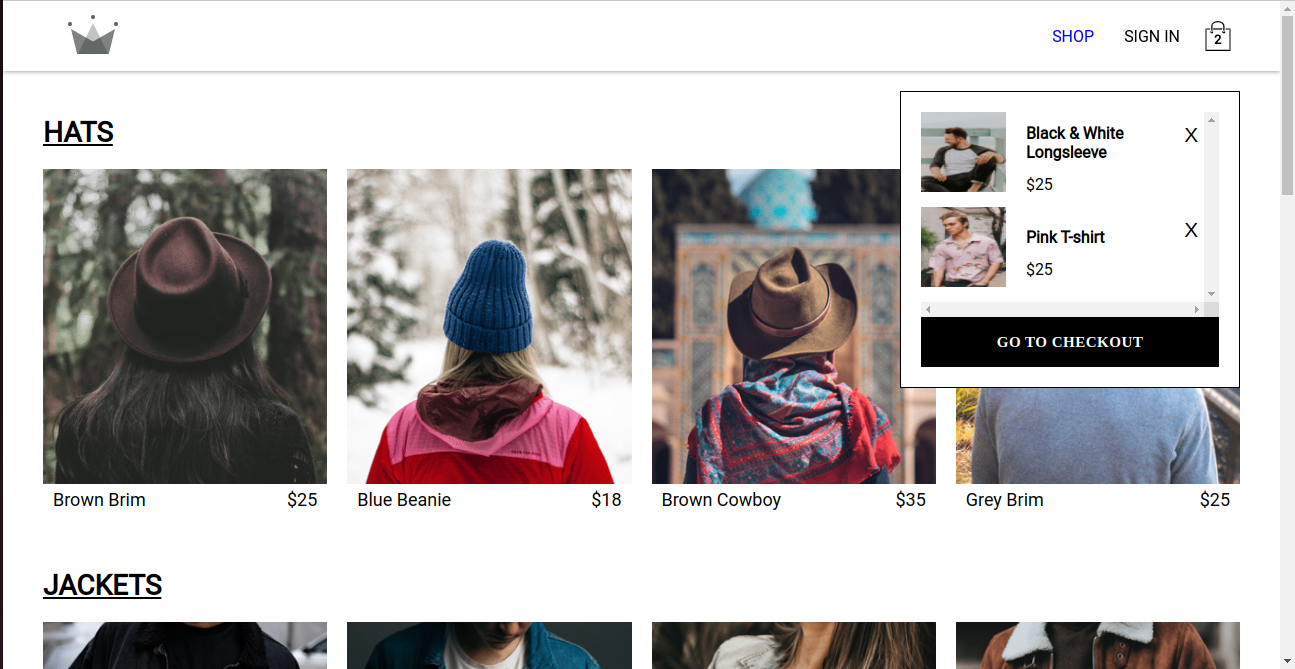 SHOP
SIGN IN
2
HATS
Black & White
Longsleeve
X
$25
Pink T-shirt
X
$25
GO TO CHECKOUT
Brown Brim
$25
Blue Beanie
$18
Brown Cowboy
$35
Grey Brim
$25
JACKETS